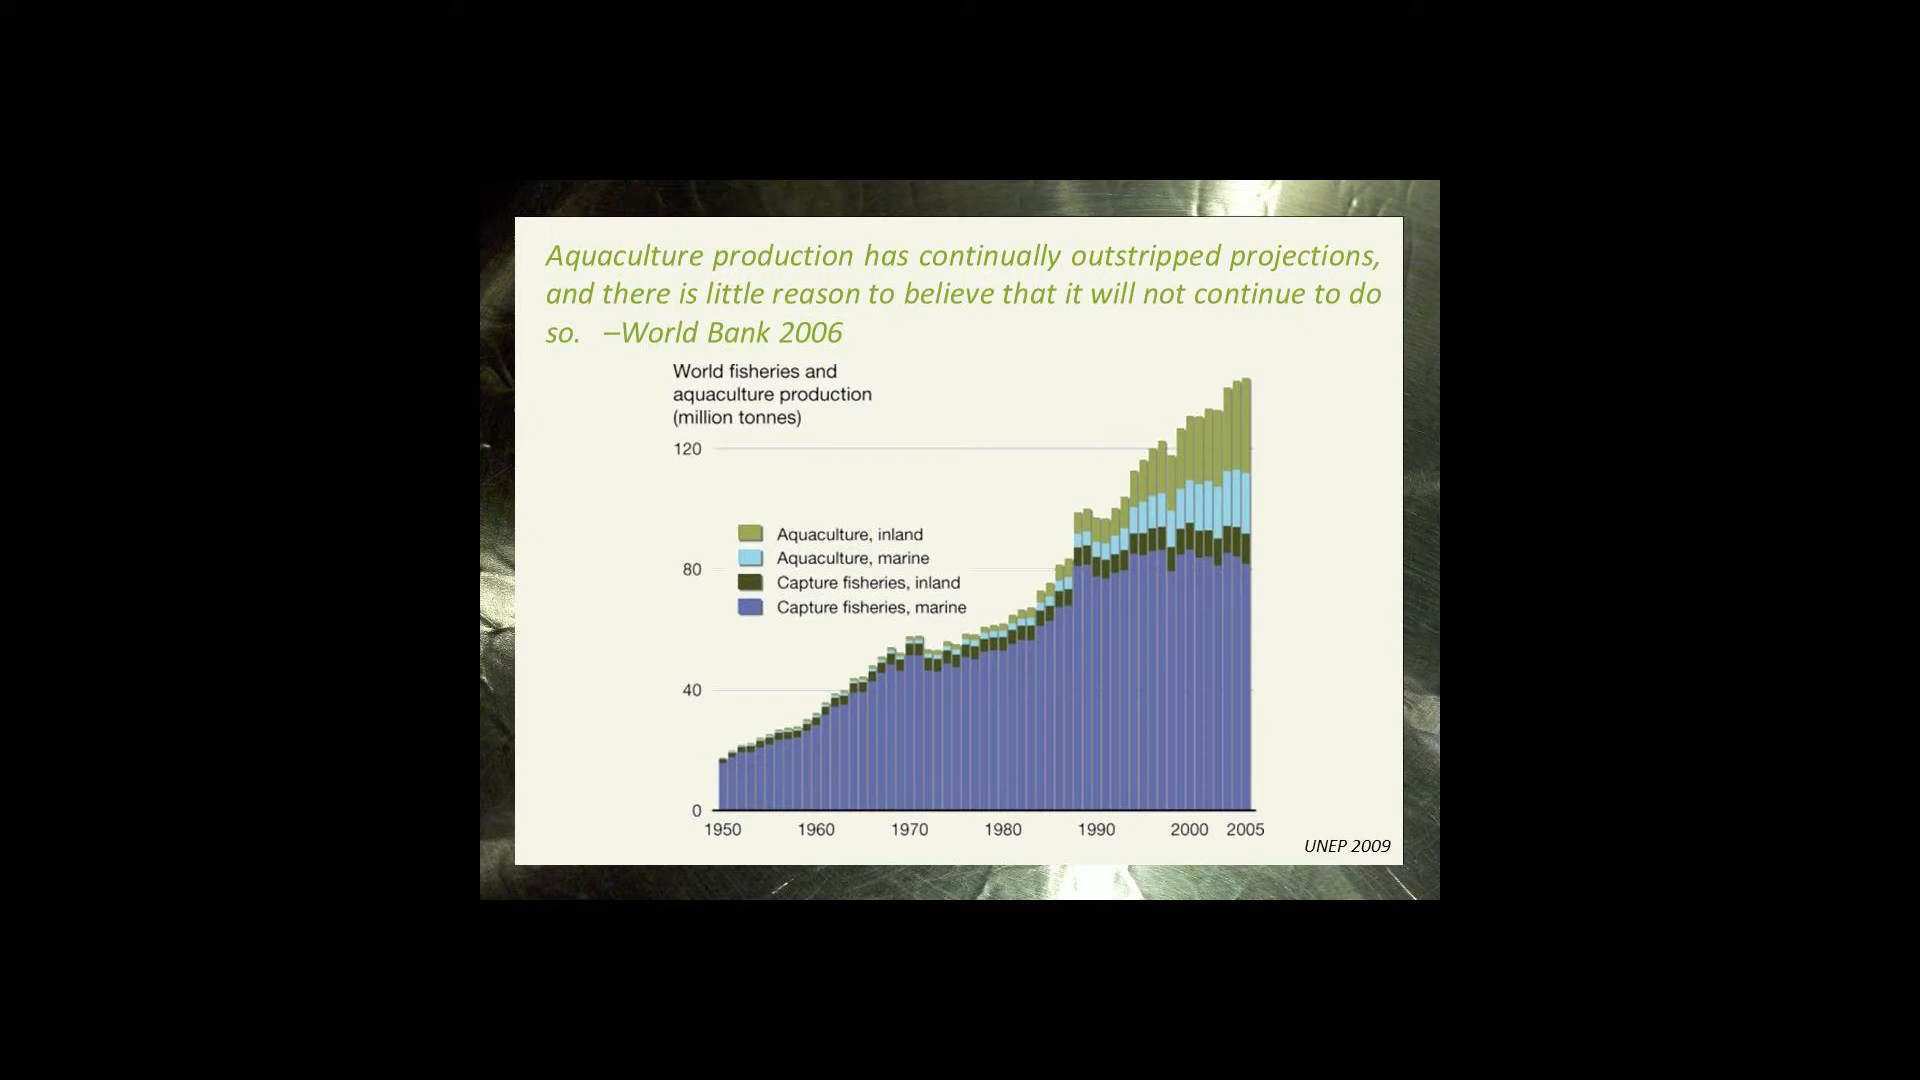 Aquaculture production has continually outstripped projections,
and there is little reason to believe that it will not continue to do
so. –World Bank 2006
World fisheries and
aquaculture production
(million tonnes)
120
Aquaculture, inland
Aquaculture, marine
80
Capture fisheries, inland
Capture fisheries, marine
40
0
1950 1960 1970 1980 1990 2000 2005
UNEP 2009